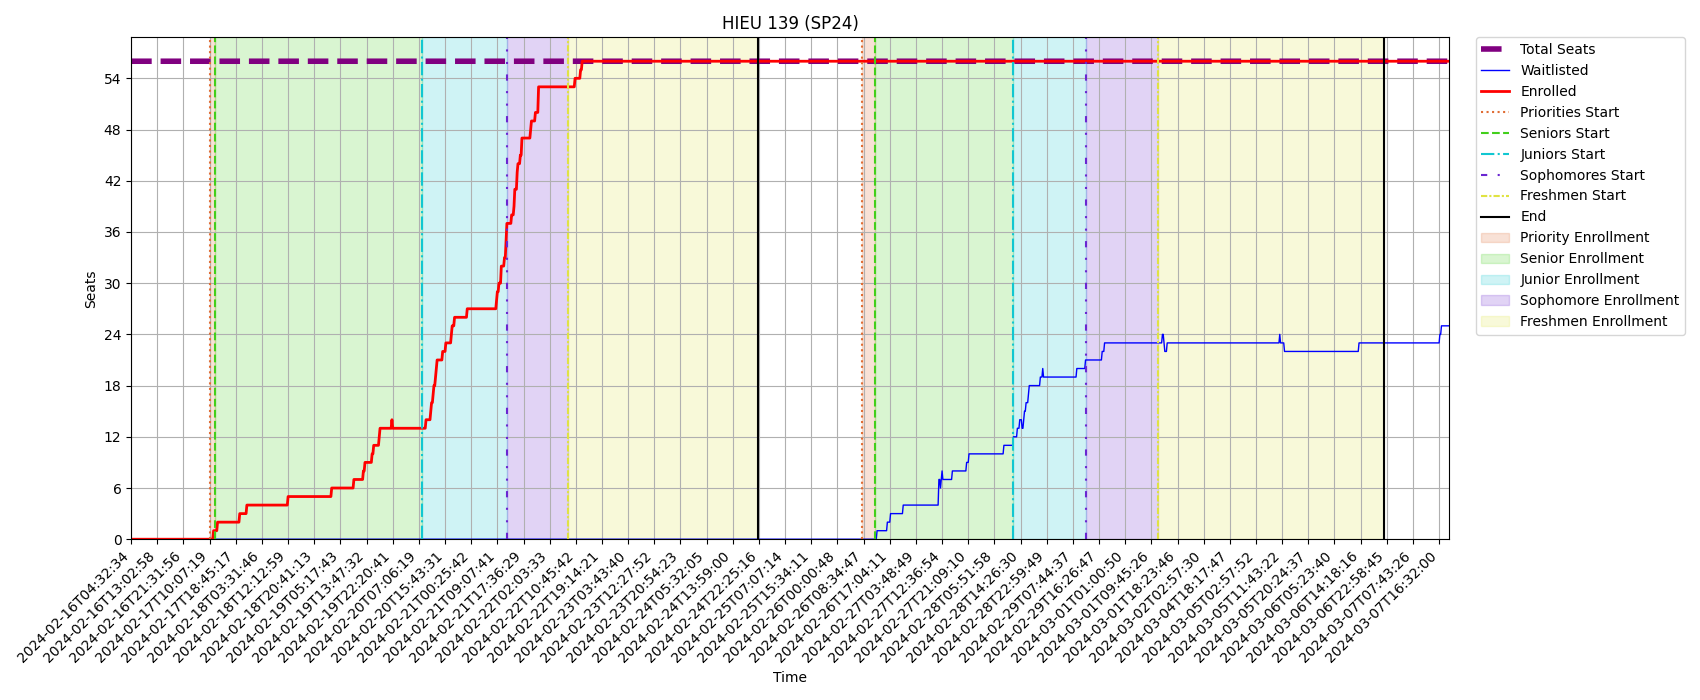 HIEU 139 (SP24)
Seats
54
48
42
36
30
24
18
12
6
0
2024-02-16T04:32:34
2024-02-16T13:02:58
2024-02-16T21:31:56
2024-02-17T10:07:19
2024-02-17T18:45:17
2024-02-18T03:31:46
2024-02-18T12:12:59
2024-02-18T20:41:13
2024-02-19T05:17:43
2024-02-19T13:47:32
2024-02-19T22:20:41
2024-02-20T07:06:19
2024-02-20T15:43:31
2024-02-21T00:25:42
2024-02-21T09:07:41
2024-02-21T17:36:29
2024-02-22T02:03:33
2024-02-22T10:45:42
2024-02-22T19:14:21
2024-02-23T03:43:40
2024-02-23T12:27:52
2024-02-23T20:54:23
2024-02-24T05:32:05
2024-02-24T13:59:00
2024-02-24T22:25:16
2024-02-25T07:07:14
2024-02-25T15:34:11
2024-02-26T00:00:48
2024-02-26T08:34:47
2024-02-26T17:04:11
2024-02-27T03:48:49
2024-02-27T12:36:54
2024-02-27T21:09:10
2024-02-28T05:51:58
2024-02-28T14:26:30
2024-02-28T22:59:49
2024-02-29T07:44:37
2024-02-29T16:26:47
2024-03-01T01:00:50
2024-03-01T09:45:26
2024-03-01T18:23:46
2024-03-02T02:57:30
2024-03-04T18:17:47
2024-03-05T02:57:52
2024-03-05T11:43:22
2024-03-05T20:24:37
2024-03-06T05:23:40
2024-03-06T14:18:16
2024-03-06T22:58:45
2024-03-07T07:43:26
2024-03-07T16:32:00
Time
Total Seats
Waitlisted
Enrolled
Priorities Start
Seniors Start
Juniors Start
Sophomores Start
Freshmen Start
End
Priority Enrollment
Senior Enrollment
Junior Enrollment
Sophomore Enrollment
Freshmen Enrollment